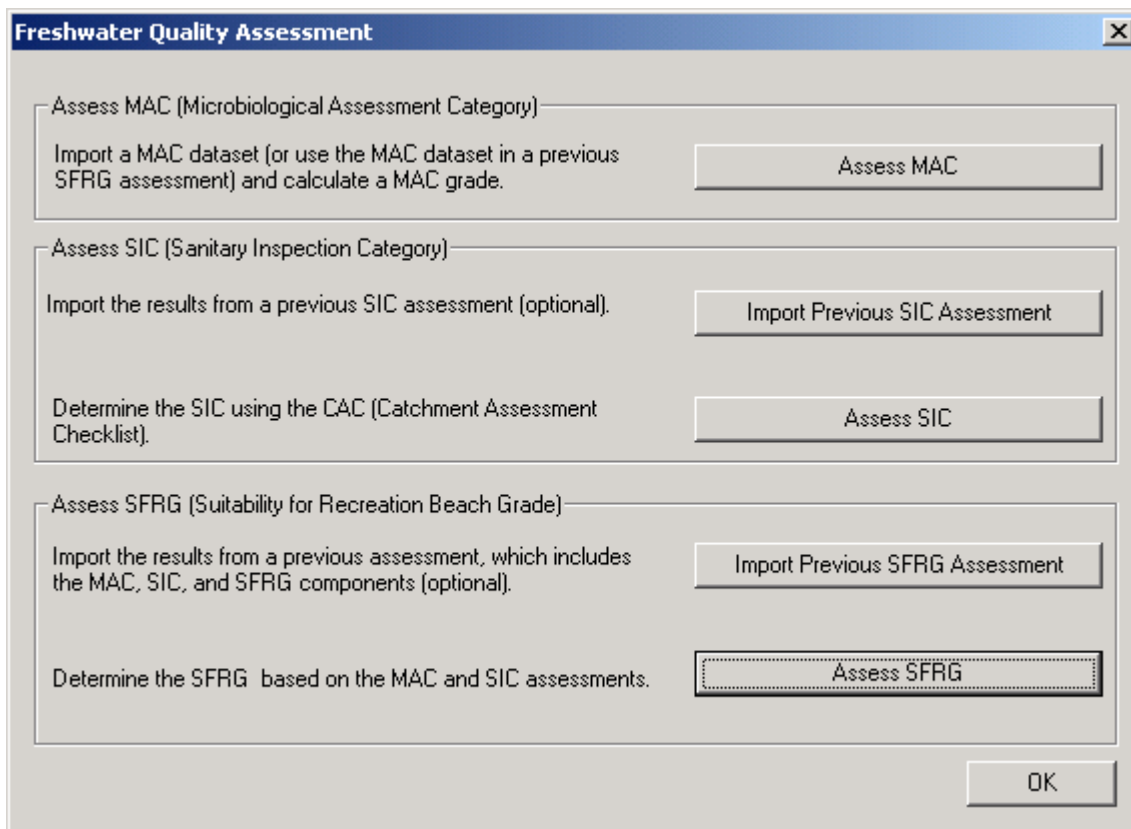 Freshwater Quality Assessment
Assess MAC (Microbiological Assessment Category)
Import a MAC dataset (or use the MAC dataset in a previous
SFRG assessment) and calculate a MAC grade.
Assess MAC
Assess SIC (Sanitary Inspection Category)
Import the results from a previous SIC assessment (optional).
Import Previous SIC Assessment
Determine the SIC using the CAC (Catchment Assessment
Checklist).
Assess SIC
Assess SFRG (Suitability for Recreation Beach Grade)
Import the results from a previous assessment, which includes
the MAC, SIC, and SFRG components (optional).
Import Previous SFRG Assessment
Determine the SFRG  based on the MAC and SIC assessments.
Assess SFRG
OK